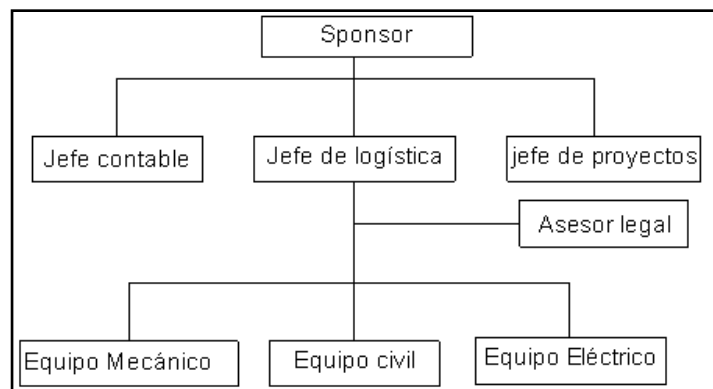 Sponsor
Jefe contable
Jefe de logística
jefe de proyectos
Asesor legal
Equipo Mecánico
Equipo civil
Equipo Eléctrico